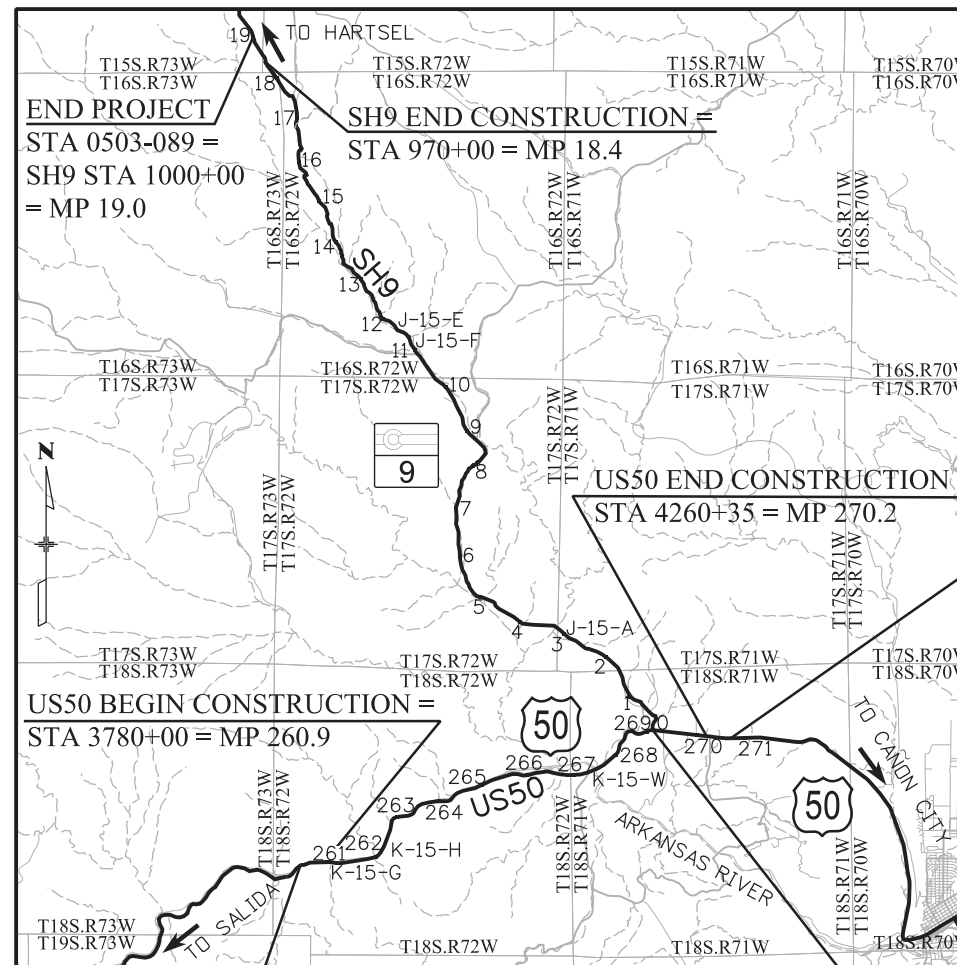 19
TO HARTSEL
T15S.R73W
T16S.R73W
T15S.R72W
T16S.R72W
T15S.R71W
T16S.R71W
T15S.R70W
T16S.R70W
18
END PROJECT
STA 0503-089 =
SH9 STA 1000+00
= MP 19.0
SH9 END CONSTRUCTION =
STA 970+00 = MP 18.4
17
16
15
14
13
SH9
T16S.R73W
T16S.R72W
T16S.R72W
T16S.R71W
T16S.R71W
T16S.R70W
12
J-15-E
J-15-F
11
T16S.R73W
T17S.R73W
T16S.R72W
T17S.R72W
10
T16S.R71W
T17S.R71W
T16S.R70W
T17S.R70W
9
8
N
9
T17S.R73W
T17S.R72W
T17S.R72W
T17S.R71W
US50 END CONSTRUCTION
STA 4260+35 = MP 270.2
7
6
5
4
3
J-15-A
2
1
T17S.R71W
T17S.R70W
T17S.R73W
T18S.R73W
T17S.R72W
T18S.R72W
T17S.R71W
T18S.R71W
T17S.R70W
T18S.R70W
US50 BEGIN CONSTRUCTION =
STA 3780+00 = MP 260.9
50
269
0
270
271
TO CANON CITY
268
267
K-15-W
266
265
264
263
US50
50
262
261
K-15-H
K-15-G
ARKANSAS RIVER
T18S.R73W
T18S.R72W
T18S.R72W
T18S.R71W
T18S.R71W
T18S.R70W
TO SALIDA
T18S.R73W
T19S.R73W
T18S.R72W
T18S.R71W
T18S.R70W